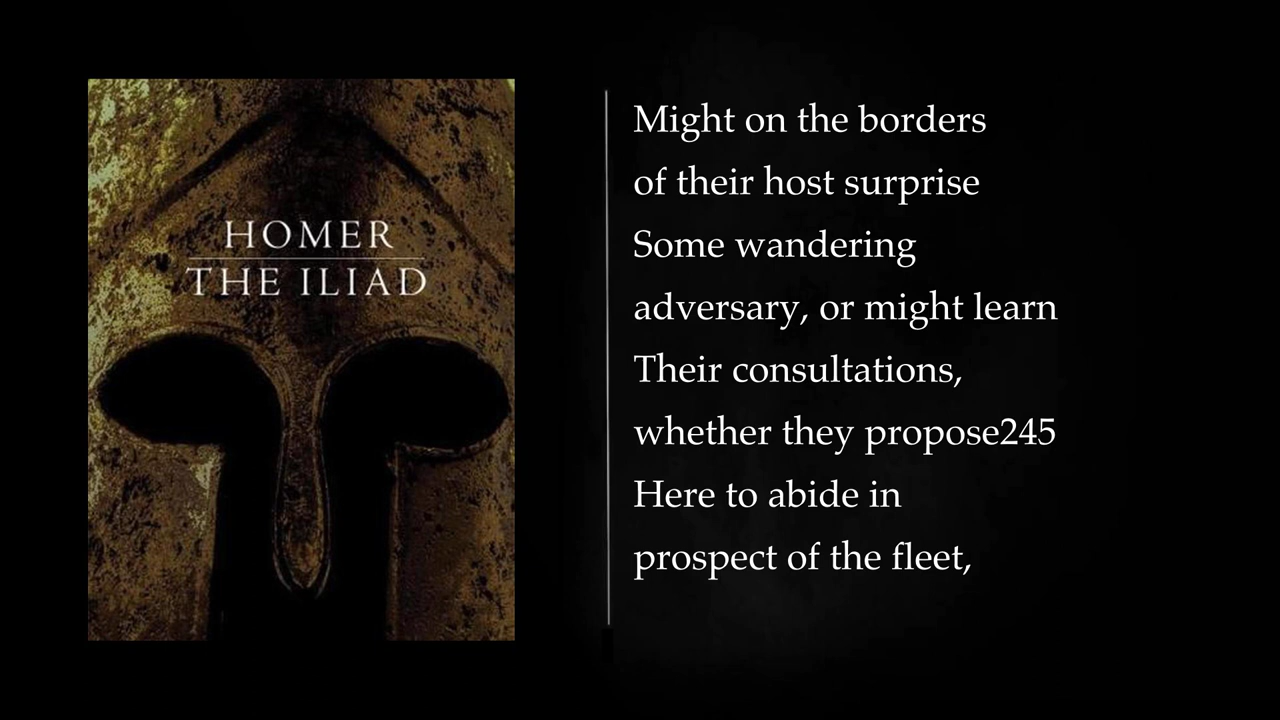 HOMER
THE ILIAD
Might on the borders
of their host surprise
Some wandering
adversary, or might learn
Their consultations,
whether they propose245
Here to abide in
prospect of the fleet,